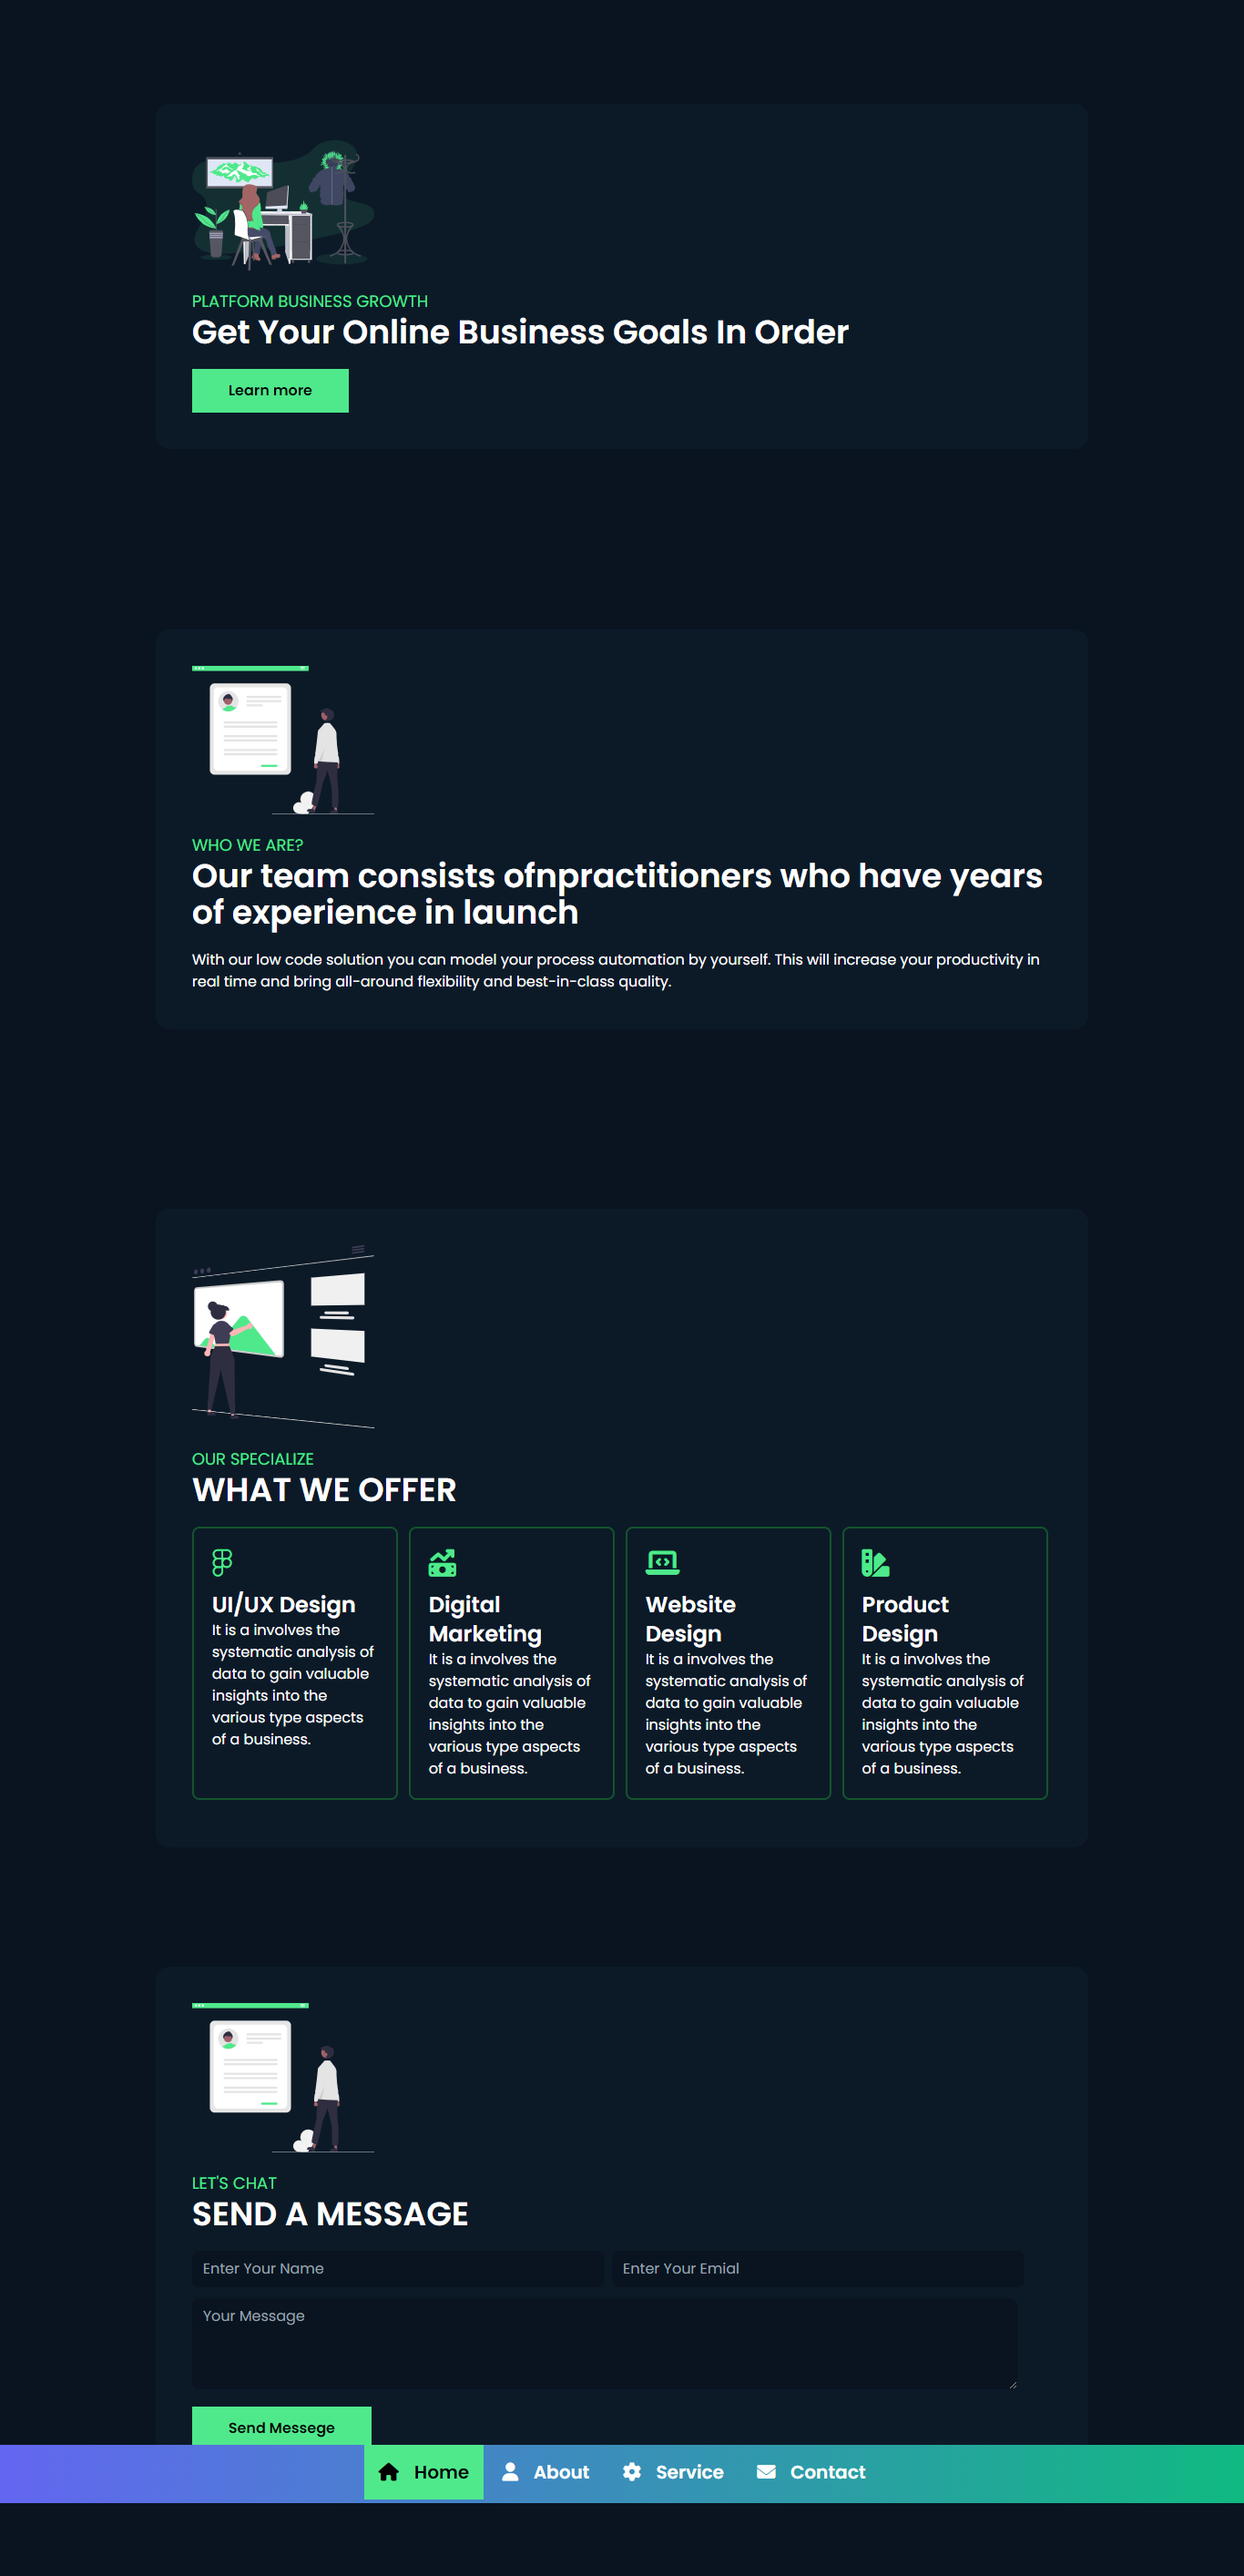 PLATFORM BUSINESS GROWTH
Get Your Online Business Goals In Order
Learn more
WHO WE ARE?
Our team consists ofnpractitioners who have years
of experience in launch
With our low code solution you can model your process automation by yourself. This will increase your productivity in
real time and bring all-around flexibility and best-in-class quality.
OUR SPECIALIZE
WHAT WE OFFER
UI/UX Design
It is a involves the
systematic analysis of
data to gain valuable
insights into the
various type aspects
of a business.
Digital
Marketing
It is a involves the
systematic analysis of
data to gain valuable
insights into the
various type aspects
of a business.
Website
Design
It is a involves the
systematic analysis of
data to gain valuable
insights into the
various type aspects
of a business.
Product
Design
It is a involves the
systematic analysis of
data to gain valuable
insights into the
various type aspects
of a business.
LET'S CHAT
SEND A MESSAGE
Enter Your Name
Enter Your Emial
Your Message
Send Messege
Home
About
Service
Contact